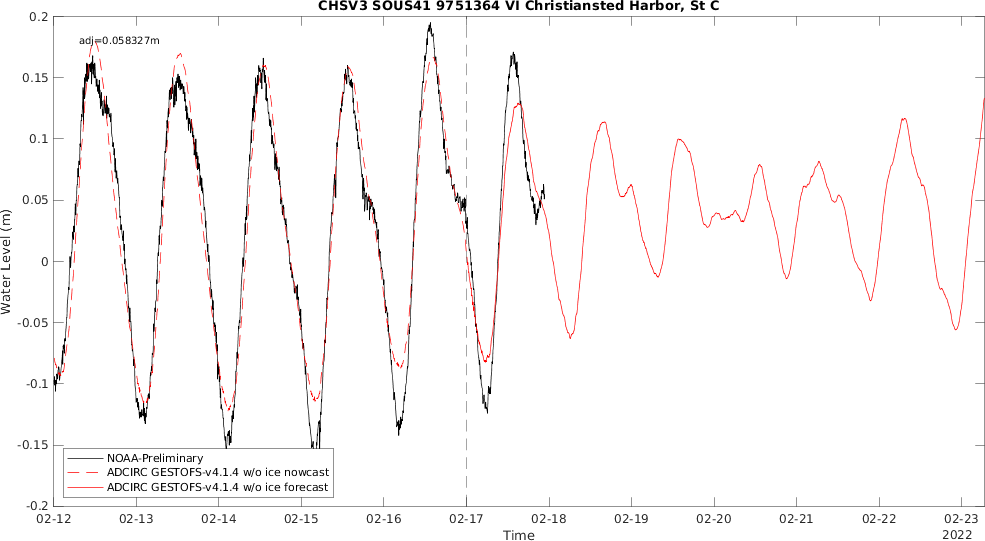 CHSV3 SOUS41 9751364 VI Christiansted Harbor, St C
adj=0.058327m
0.2
0.15
0.1
0.05
0
-0.05
-0.1
-0.15
-0.2
Water Level (m)
NOAA-Preliminary
ADCIRC GESTOFS-v4.1.4 w/o ice nowcast
ADCIRC GESTOFS-v4.1.4 w/o ice forecast
02-12 02-13 02-14 02-15 02-16 02-17 02-18 02-19 02-20 02-21 02-22 02-23
Time
2022